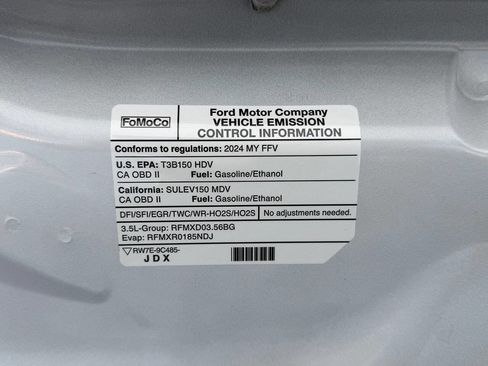 FoMoCo
Ford Motor Company
VEHICLE EMISSION
CONTROL INFORMATION
Conforms to regulations: 2024 MY FFV
U.S. EPA: T3B150 HDV
CA OBD II Fuel: Gasoline/Ethanol
California: SULEV150 MDV
CA OBD II Fuel: Gasoline/Ethanol
DFI/SFI/EGR/TWC/WR-HO2S/HO2S No adjustments needed.
3.5L-Group: RFMXD03.56BG
Evap: RFMXR0185NDJ
RW7E-9C485-
JDX